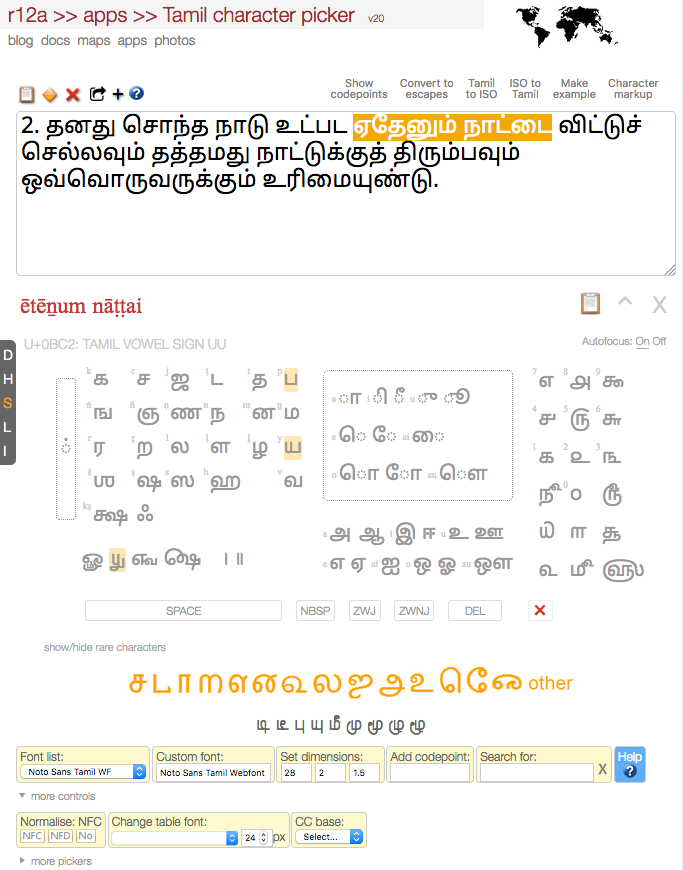 r12a >> apps >> Tamil character picker v20
blog docs maps apps photos
Show codepoints
Convert to escapes
Tamil to ISO
ISO to Tamil
Make example
Character markup
2. தனது சொந்த நாடு உட்பட ஏதேனும் நாட்டை விட்டுச்
செல்லவும் தத்தமது நாட்டுக்குத் திரும்பவும்
ஒவ்வொருவருக்கும் உரிமையுண்டு.
ētēṉum nāṭṭai
X
U+0BC2: TAMIL VOWEL SIGN UU
Autofocus: On Off
D
H
S
L
I
க ச ஜ ட த ப
ங ஞ ண ந ன ம
ர ற ல ள ழ ய
ஶ ஷ ஸ ஹ வ
க்ஷ ஃ
ா ி ீ ு ூ
ெ ே ை
ொ ோ ௌ
அ ஆ இ ஈ உ ஊ
எ ஏ ஐ ஒ ஓ ஔ
௭ ௮ ௯
௪ ௫ ௬
௧ ௨ ௩
SPACE NBSP ZWJ ZWNJ DEL
show/hide rare characters
other
Font list:
Noto Sans Tamil WF
Custom font:
Noto Sans Tamil Webfont
Set dimensions:
28 2 1.5
Add codepoint:
Search for:
X
Help
more controls
Normalise: NFC
NFC NFD No
Change table font:
24 px
CC base:
Select...
more pickers